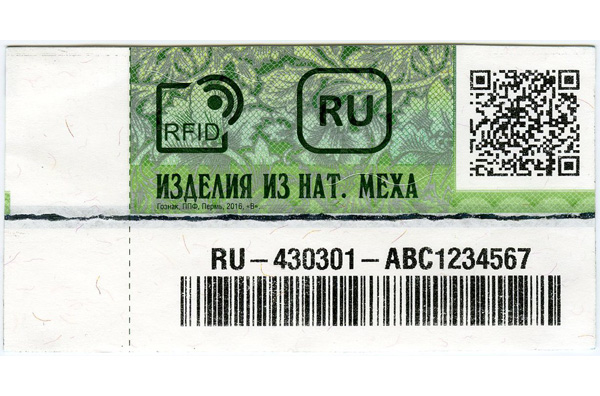 RFID
RU
ИЗДЕЛИЯ ИЗ НАТ. МЕХА
Гознак, ППФ, Пермь, 2016, «В».
RU-430301-ABC1234567